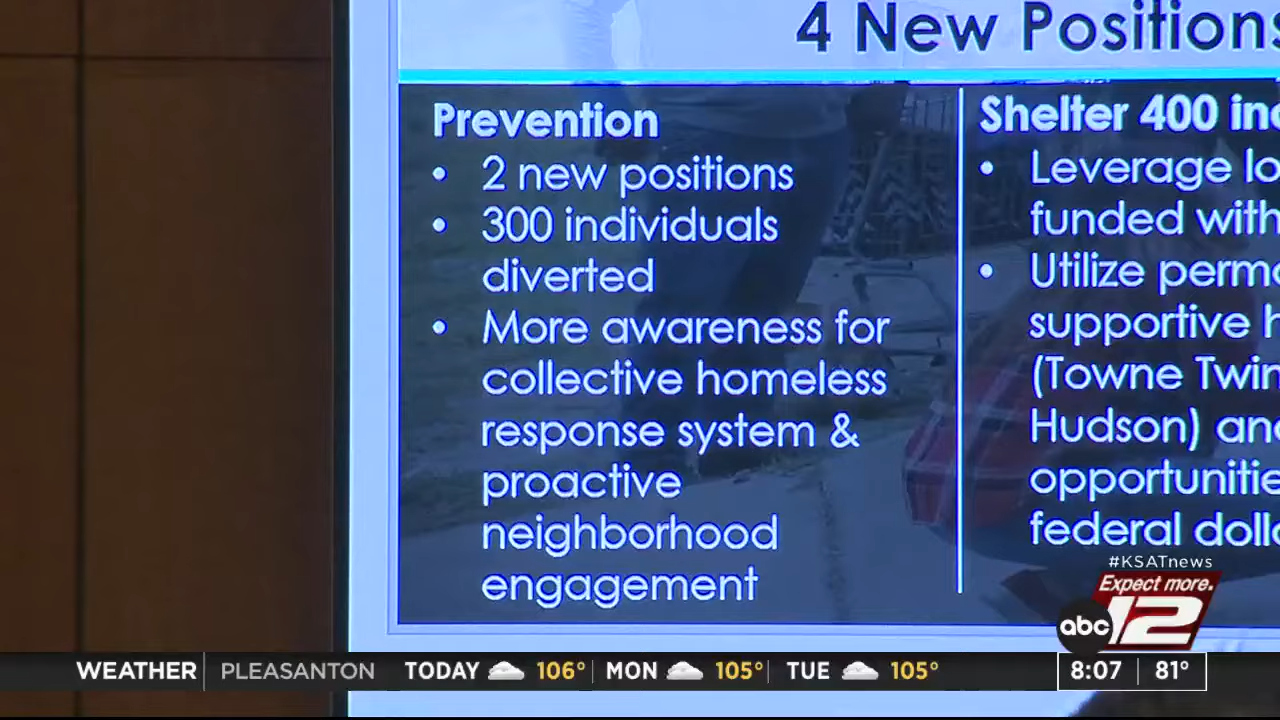 4 New Positions
Prevention
• 2 new positions
• 300 individuals
diverted
• More awareness for
collective homeless
response system &
proactive
neighborhood
engagement
Shelter 400
• Leverage
funded with
• Utilize
supportive
(Towne
Hudson)
federal
#KSATnews
Expect more.
abc 12
WEATHER PLEASANTON TODAY 106° MON 105° TUE 105° 8:07 81°